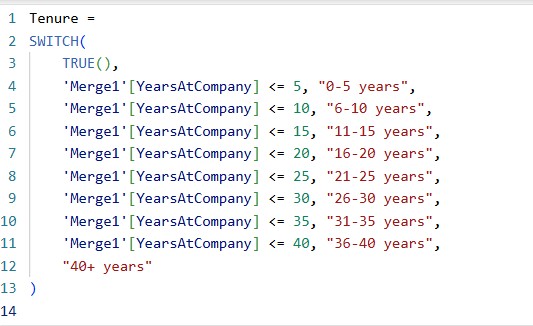 1 Tenure =
2 SWITCH(
3     TRUE(),
4     'Merge1'[YearsAtCompany] <= 5, "0-5 years",
5     'Merge1'[YearsAtCompany] <= 10, "6-10 years",
6     'Merge1'[YearsAtCompany] <= 15, "11-15 years",
7     'Merge1'[YearsAtCompany] <= 20, "16-20 years",
8     'Merge1'[YearsAtCompany] <= 25, "21-25 years",
9     'Merge1'[YearsAtCompany] <= 30, "26-30 years",
10     'Merge1'[YearsAtCompany] <= 35, "31-35 years",
11     'Merge1'[YearsAtCompany] <= 40, "36-40 years",
12     "40+ years"
13 )
14